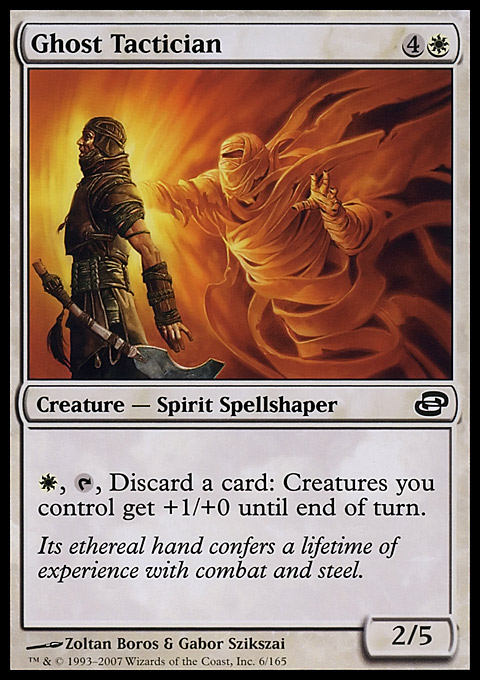 Ghost Tactician 4
Creature — Spirit Spellshaper
, , Discard a card: Creatures you
control get +1/+0 until end of turn.
Its ethereal hand confers a lifetime of
experience with combat and steel.
Zoltan Boros & Gabor Szikszai
2/5
™ & © 1993–2007 Wizards of the Coast, Inc. 6/165